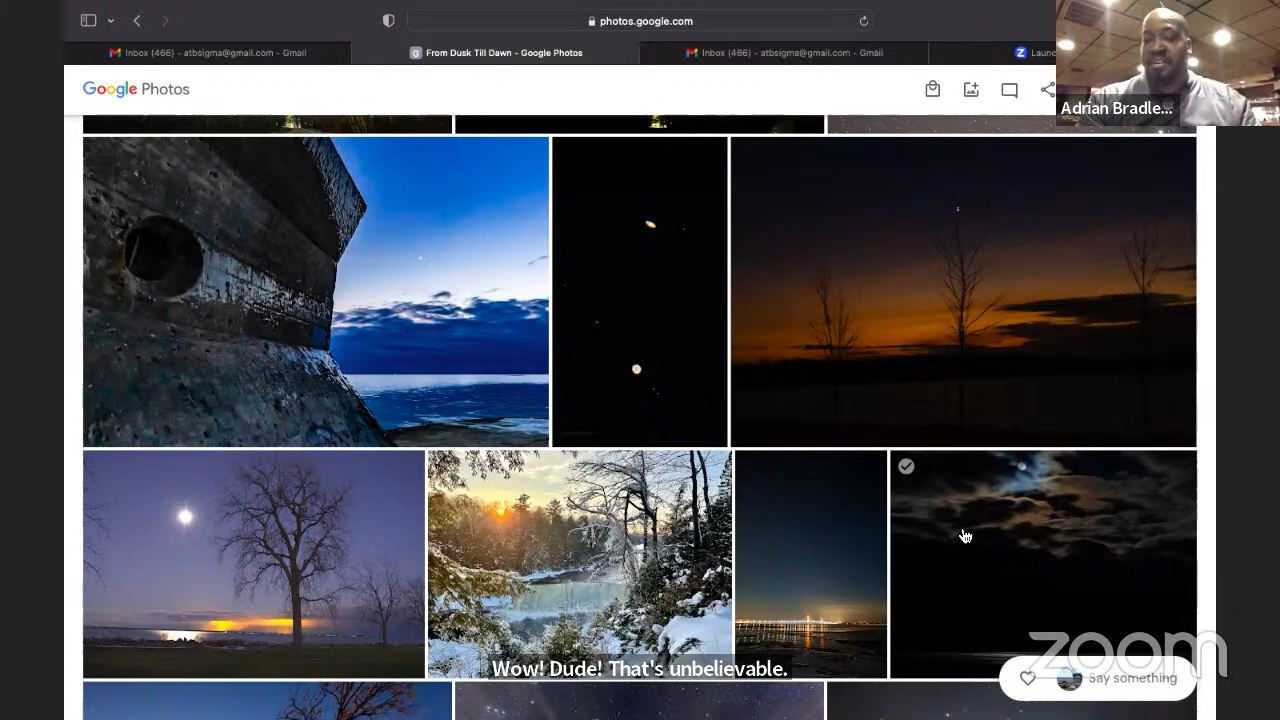 photos.google.com
Inbox (466) - atbsigma@gmail.com - Gmail
From Dusk Till Dawn - Google Photos
Inbox (466) - atbsigma@gmail.com - Gmail
Launc
Google Photos
Adrian Bradle...
Wow! Dude! That's unbelievable.
zoom
Say something